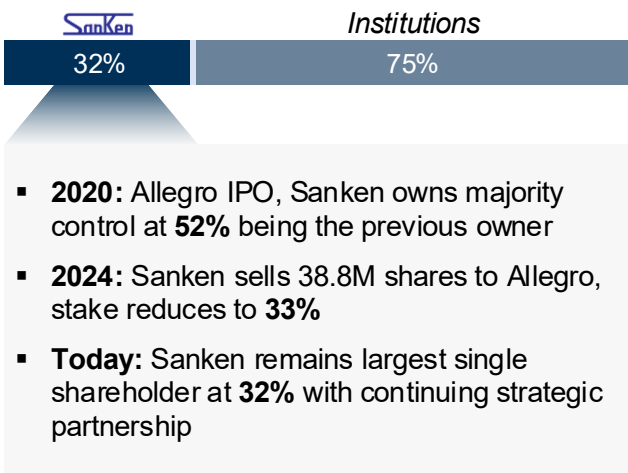 SanKen Institutions
32% 75%
▪ 2020: Allegro IPO, Sanken owns majority
control at 52% being the previous owner
▪ 2024: Sanken sells 38.8M shares to Allegro,
stake reduces to 33%
▪ Today: Sanken remains largest single
shareholder at 32% with continuing strategic
partnership